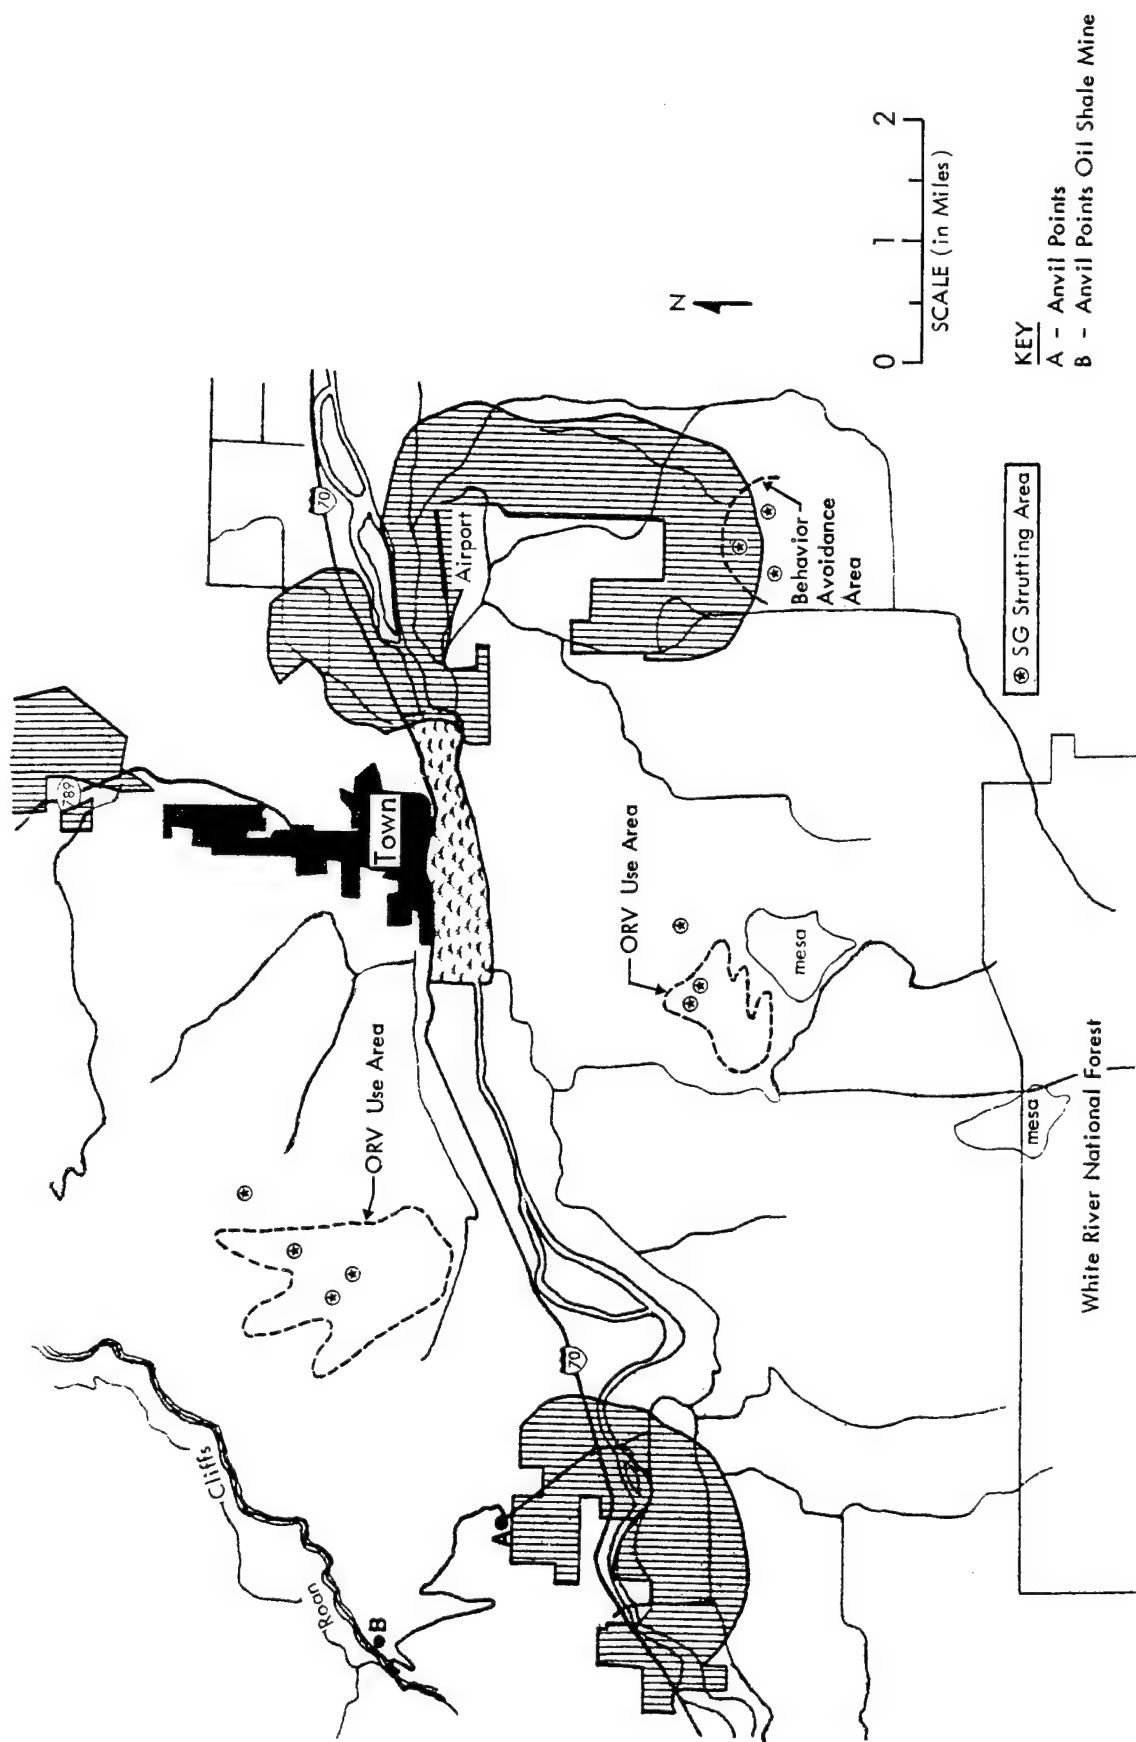 789
Town
70
Airport
Cliffs
Roan
B
A
ORV Use Area
70
ORV Use Area
mesa
mesa
Behavior-
Avoidance
Area
White River National Forest
N
SG Strutting Area
0 1 2
SCALE (in Miles)
KEY
A - Anvil Points
B - Anvil Points Oil Shale Mine